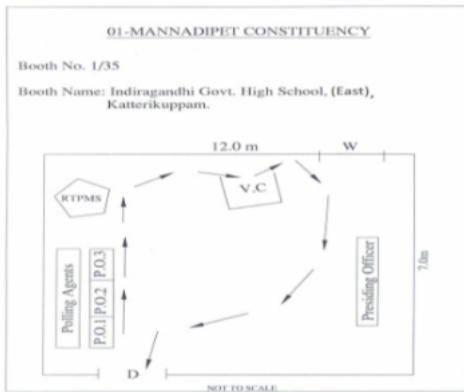 01-MANNADIPET CONSTITUENCY
Booth No. 1/35
Booth Name: Indiragandhi Govt. High School, (East),
Katterikuppam.
12.0 m
W
RTPMS
V.C
Polling Agents
P.O.1
P.O.2
P.O.3
Presiding Officer
7.0m
D
NOT TO SCALE